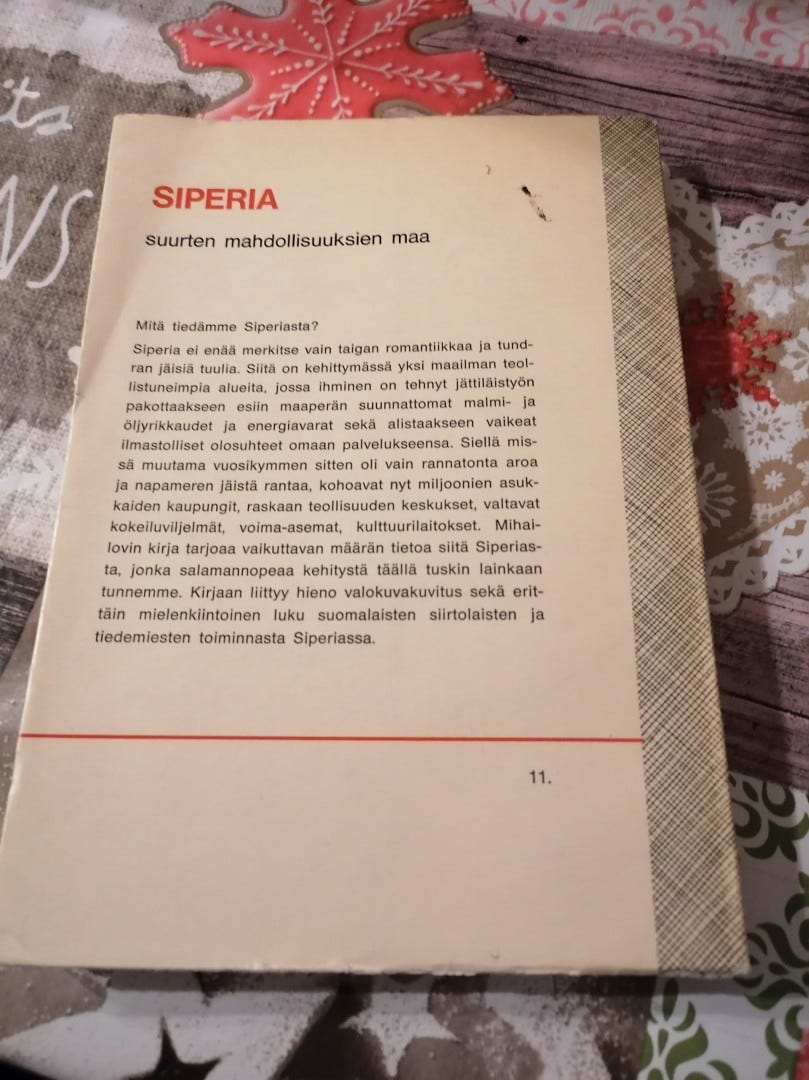 SIPERIA
suurten mahdollisuuksien maa
Mitä tiedämme Siperiasta?
Siperia ei enää merkitse vain taigan romantiikkaa ja tund-
ran jäisiä tuulia. Siitä on kehittymässä yksi maailman teol-
listuneimpia alueita, jossa ihminen on tehnyt jättiläistyön
pakottaakseen esiin maaperän suunnattomat malmi- ja
öljyrikkaudet ja energiavarat sekä alistaakseen vaikeat
ilmastolliset olosuhteet omaan palvelukseensa. Siellä mis-
sä muutama vuosikymmen sitten oli vain rannatonta aroa
ja napameren jäistä rantaa, kohoavat nyt miljoonien asuk-
kaiden kaupungit, raskaan teollisuuden keskukset, valtavat
kokeiluviljelmät, voima-asemat, kulttuurilaitokset. Mihai-
lovin kirja tarjoaa vaikuttavan määrän tietoa siitä Siperias-
ta, jonka salamannopeaa kehitystä täällä tuskin lainkaan
tunnemme. Kirjaan liittyy hieno valokuvakuvitus sekä erit-
täin mielenkiintoinen luku suomalaisten siirtolaisten ja
tiedemiesten toiminnasta Siperiassa.
11.